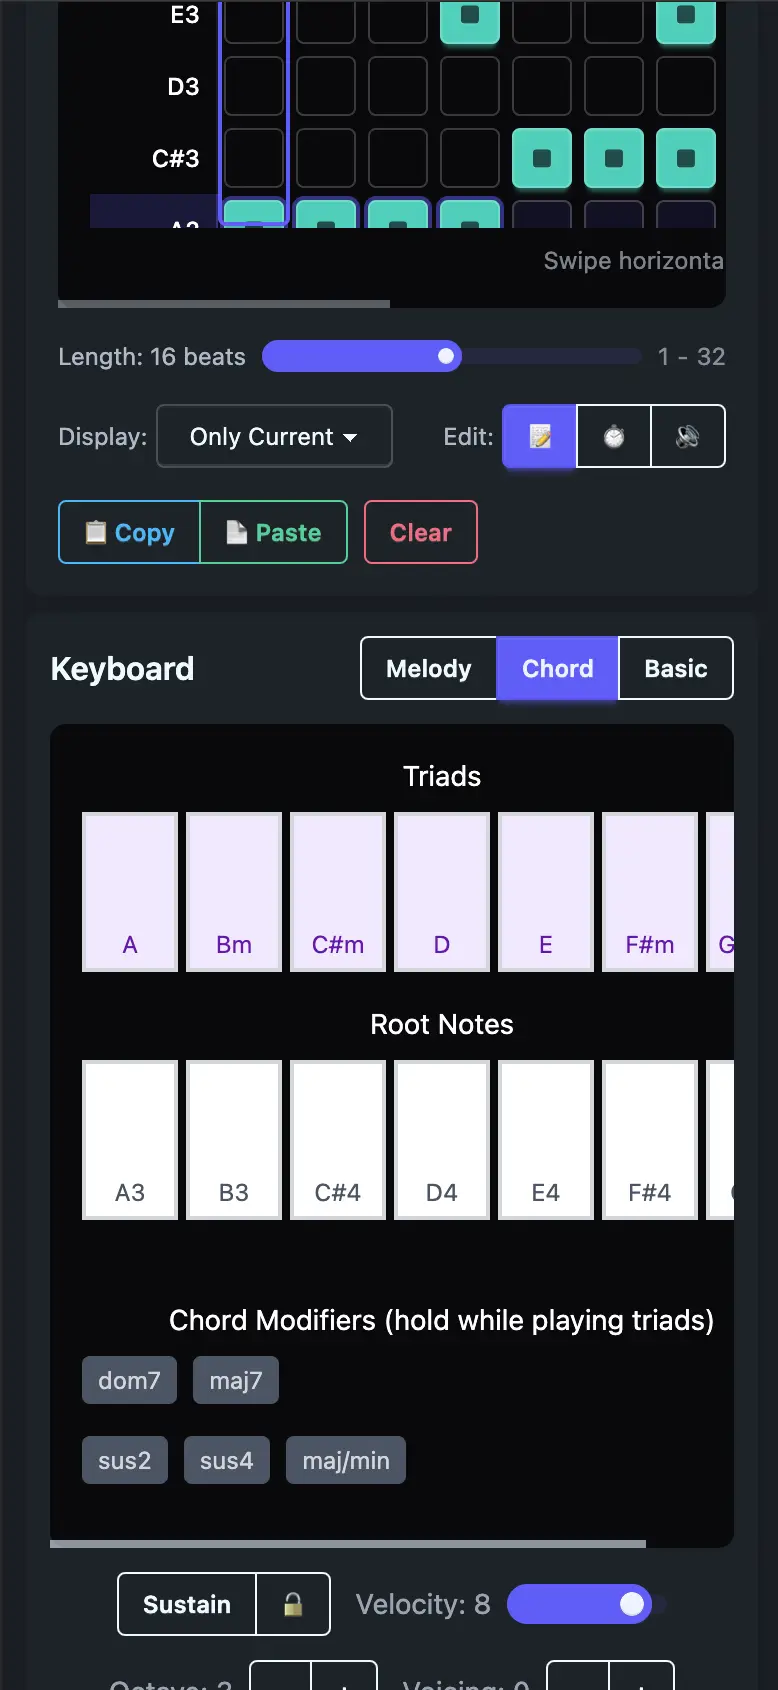 E3
D3
C#3
A2
Swipe horizonta
Length: 16 beats 1 - 32
Display: Only Current Edit:
Copy Paste Clear
Keyboard Melody Chord Basic
Triads
A Bm C#m D E F#m G
Root Notes
A3 B3 C#4 D4 E4 F#4
Chord Modifiers (hold while playing triads)
dom7 maj7
sus2 sus4 maj/min
Sustain Velocity: 8